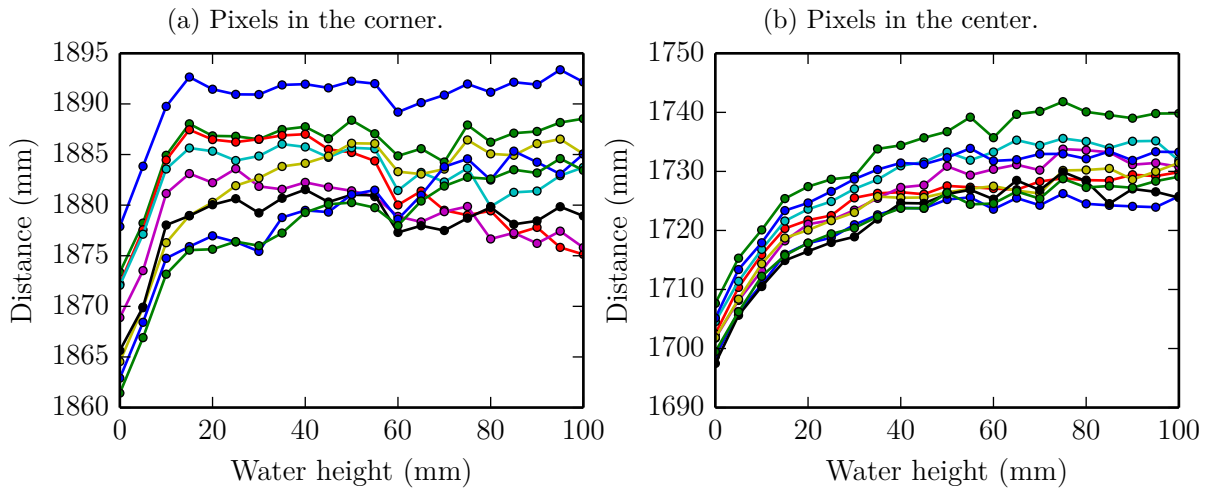 (a) Pixels in the corner.
1895
1890
1885
1880
1875
1870
1865
1860
Distance (mm)
0 20 40 60 80 100
Water height (mm)
(b) Pixels in the center.
1750
1740
1730
1720
1710
1700
1690
Distance (mm)
0 20 40 60 80 100
Water height (mm)